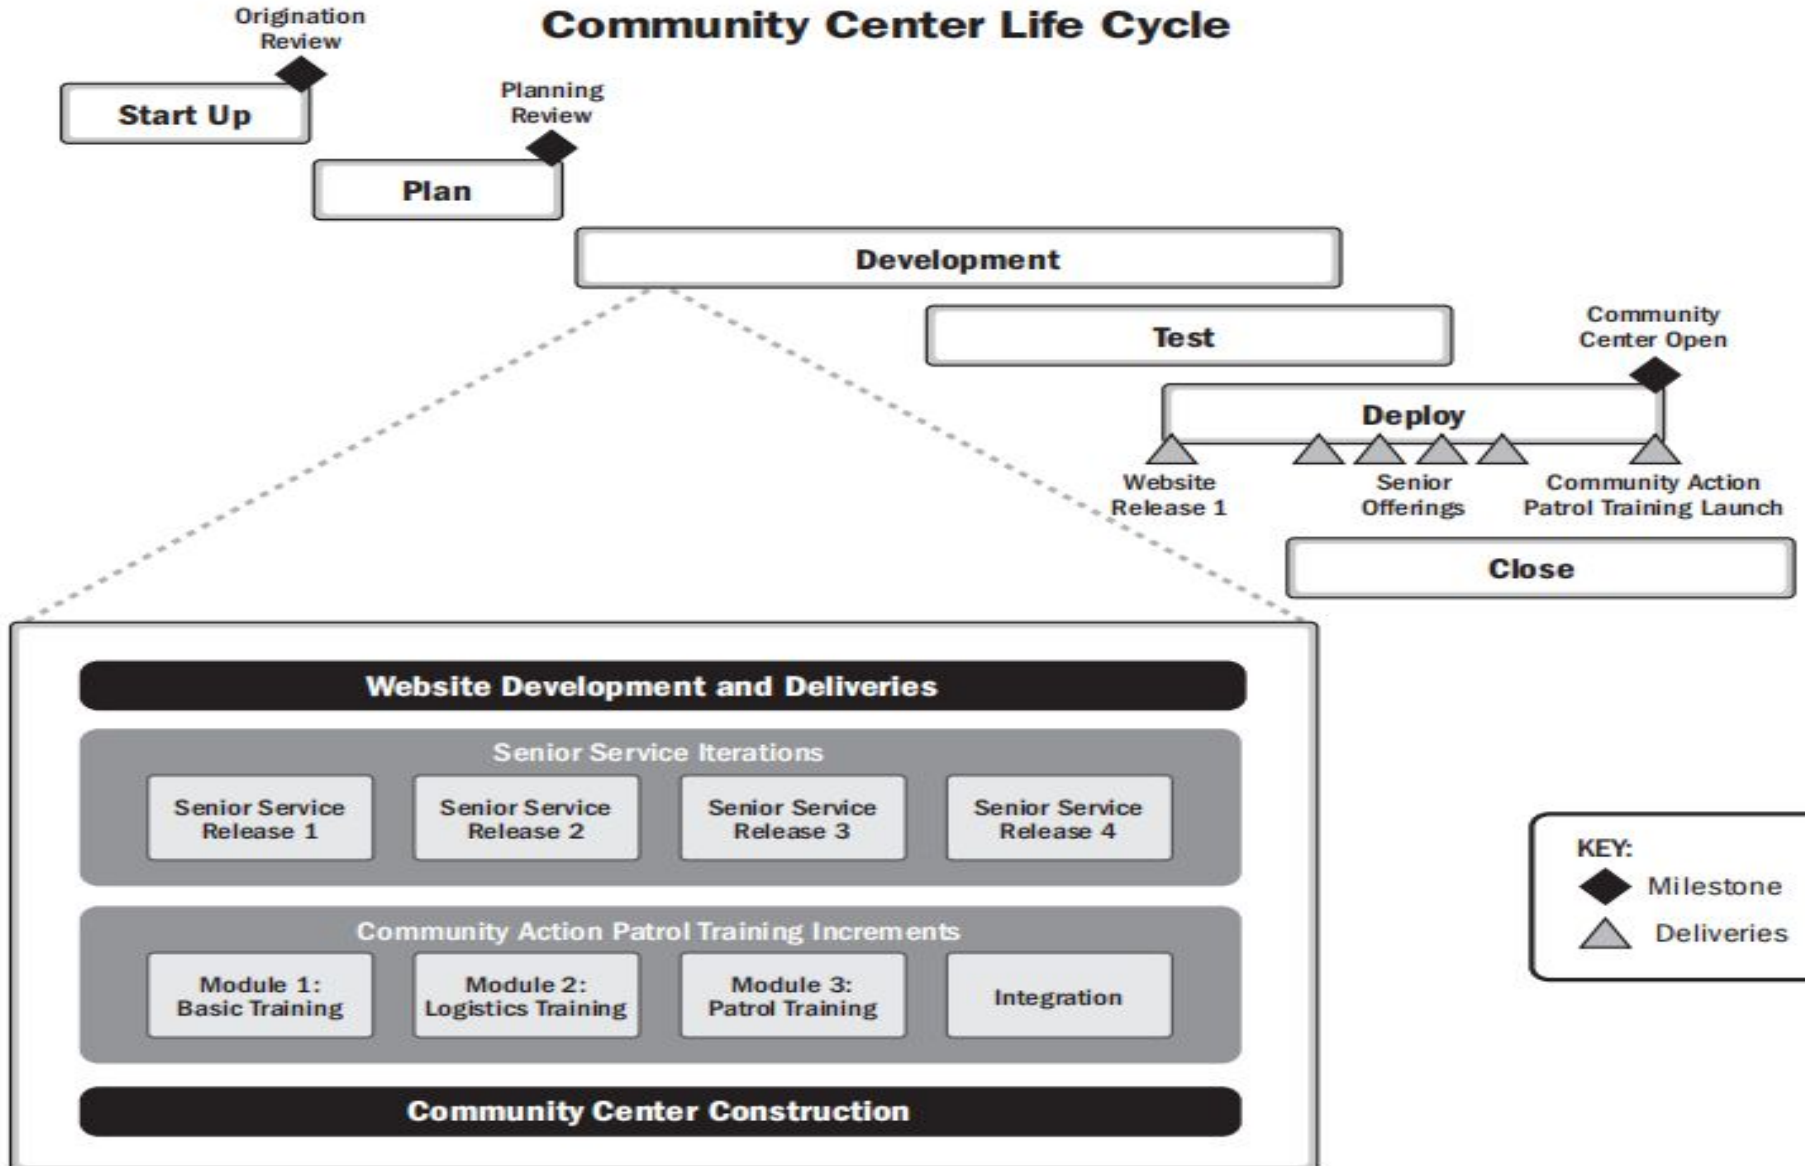 Community Center Life Cycle
Origination
Review
Start Up
Planning
Review
Plan
Development
Test
Community
Center Open
Deploy
Website
Release 1
Senior
Offerings
Community Action
Patrol Training Launch
Close
Website Development and Deliveries
Senior Service Iterations
Senior Service
Release 1
Senior Service
Release 2
Senior Service
Release 3
Senior Service
Release 4
Community Action Patrol Training Increments
Module 1:
Basic Training
Module 2:
Logistics Training
Module 3:
Patrol Training
Integration
Community Center Construction
KEY:
Milestone
Deliveries